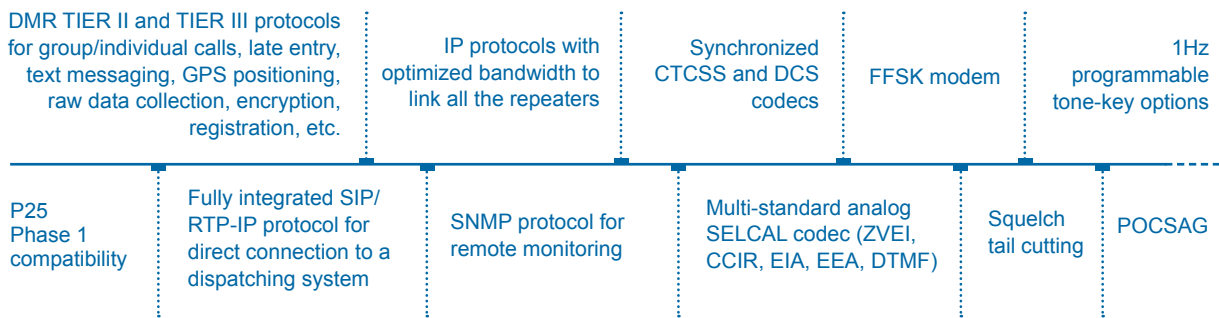 DMR TIER II and TIER III protocols
for group/individual calls, late entry,
text messaging, GPS positioning,
raw data collection, encryption,
registration, etc.
IP protocols with
optimized bandwidth to
link all the repeaters
Synchronized
CTCSS and DCS
codecs
FFSK modem
1Hz
programmable
tone-key options
P25
Phase 1
compatibility
Fully integrated SIP/
RTP-IP protocol for
direct connection to a
dispatching system
SNMP protocol for
remote monitoring
Multi-standard analog
SELCAL codec (ZVEI,
CCIR, EIA, EEA, DTMF)
Squelch
tail cutting
POCSAG